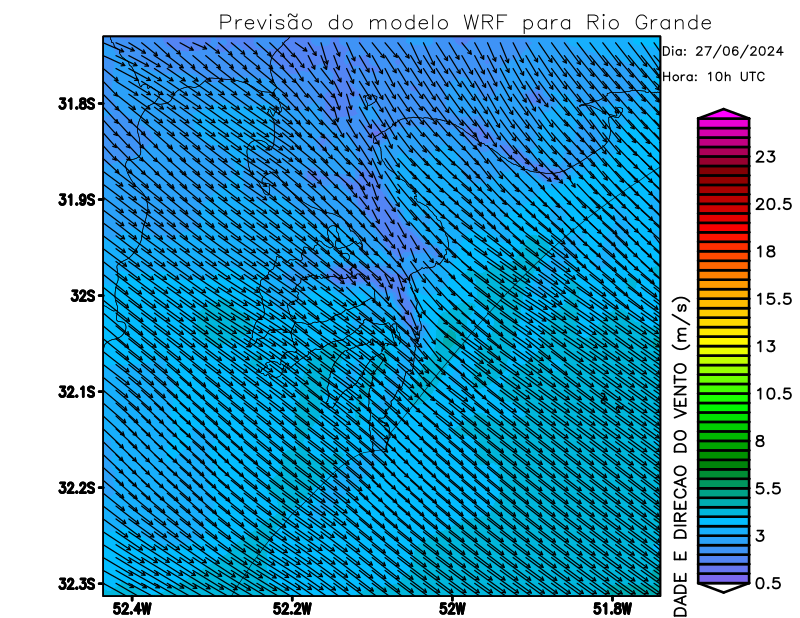 Previsão do modelo WRF para Rio Grande
Dia: 27/06/2024
Hora: 10h UTC
31.8S
31.9S
32S
32.1S
32.2S
32.3S
52.4W
52.2W
52W
51.8W
DADE E DIRECAO DO VENTO (m/s)
23
20.5
18
15.5
13
10.5
8
5.5
3
0.5